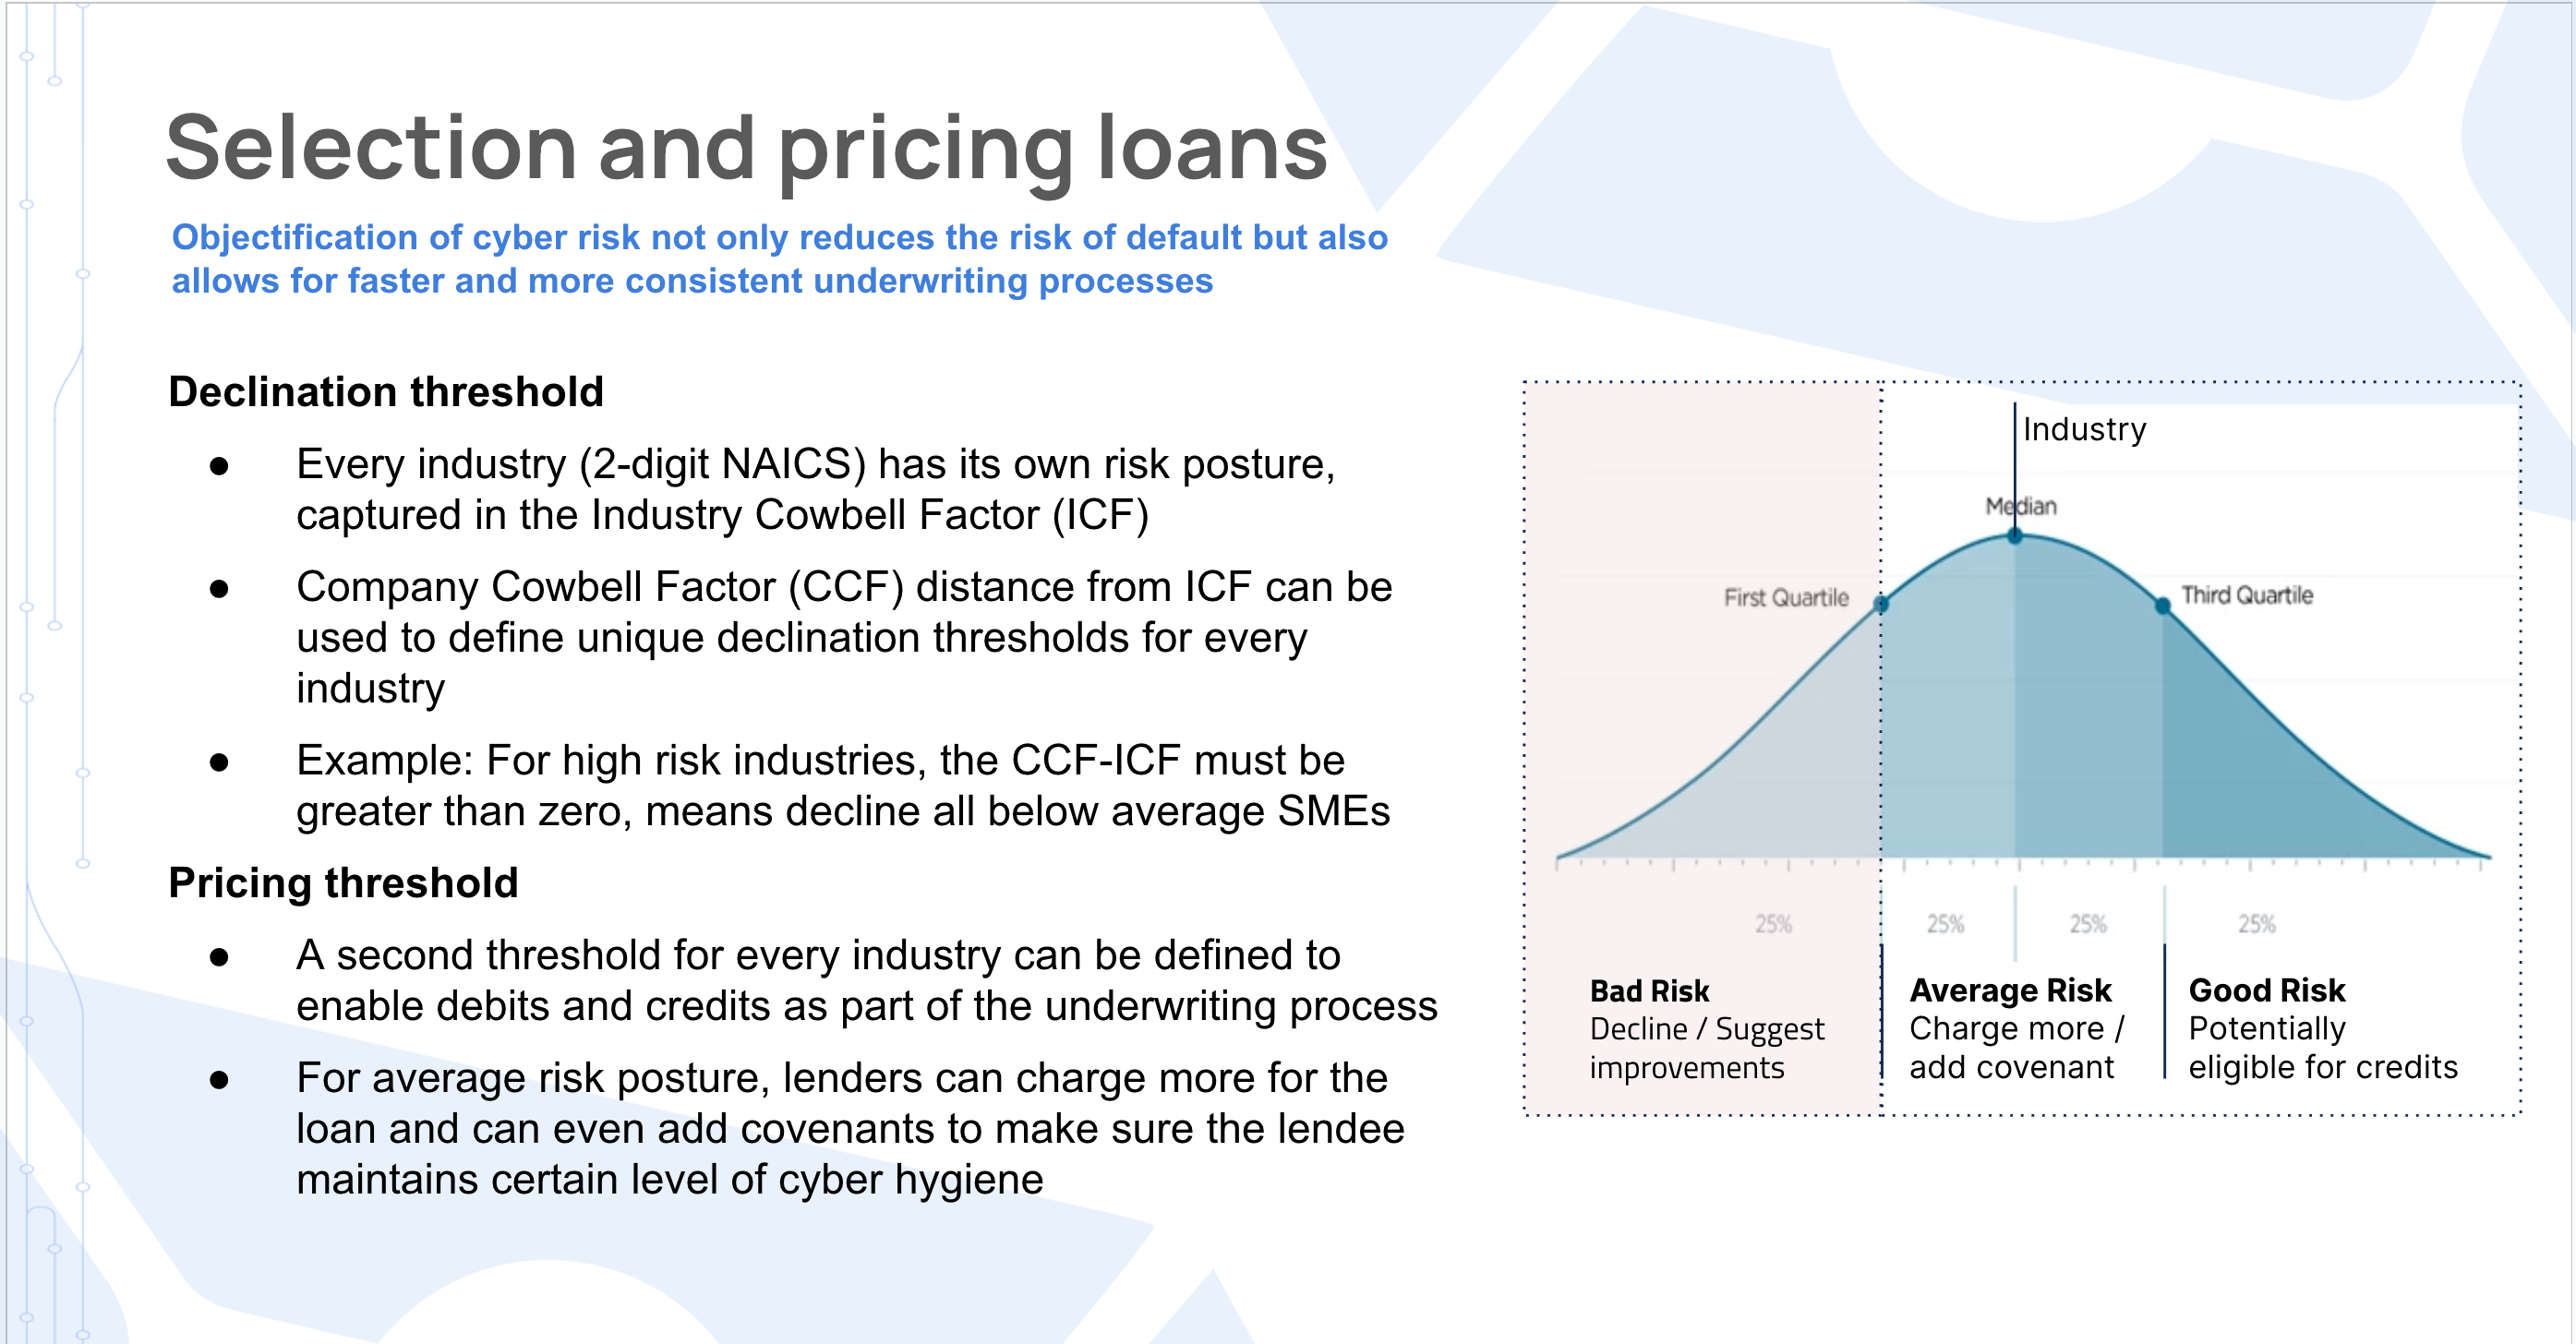 Selection and pricing loans
Objectification of cyber risk not only reduces the risk of default but also
allows for faster and more consistent underwriting processes
Declination threshold
● Every industry (2-digit NAICS) has its own risk posture,
captured in the Industry Cowbell Factor (ICF)
● Company Cowbell Factor (CCF) distance from ICF can be
used to define unique declination thresholds for every
industry
● Example: For high risk industries, the CCF-ICF must be
greater than zero, means decline all below average SMEs
Pricing threshold
● A second threshold for every industry can be defined to
enable debits and credits as part of the underwriting process
● For average risk posture, lenders can charge more for the
loan and can even add covenants to make sure the lendee
maintains certain level of cyber hygiene
Industry
Median
First Quartile
Third Quartile
25% 25% 25% 25%
Bad Risk
Decline / Suggest
improvements
Average Risk
Charge more /
add covenant
Good Risk
Potentially
eligible for credits